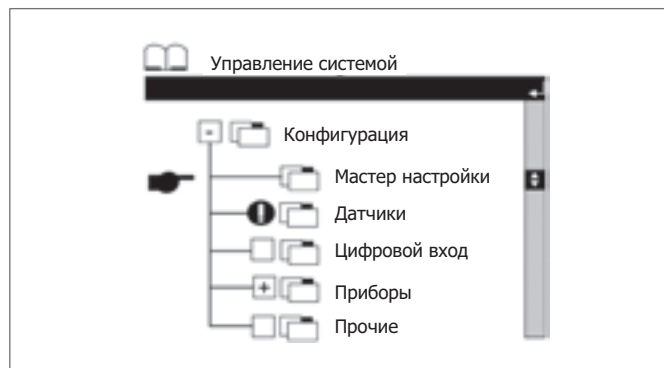 Управление системой
Конфигурация
Мастер настройки
Датчики
Цифровой вход
Приборы
Прочие